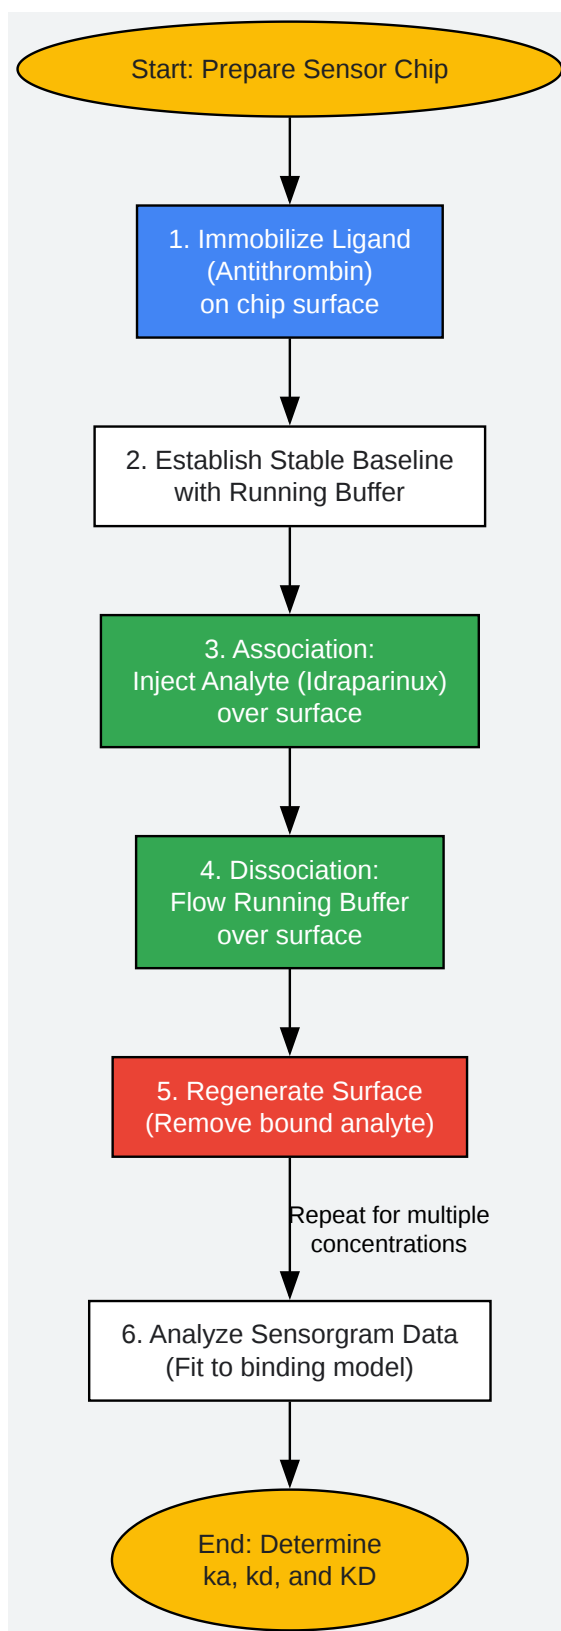 Start: Prepare Sensor Chip
1. Immobilize Ligand
(Antithrombin)
on chip surface
2. Establish Stable Baseline
with Running Buffer
3. Association:
Inject Analyte (Idraparinux)
over surface
4. Dissociation:
Flow Running Buffer
over surface
5. Regenerate Surface
(Remove bound analyte)
Repeat for multiple
concentrations
6. Analyze Sensorgram Data
(Fit to binding model)
End: Determine
ka, kd, and KD